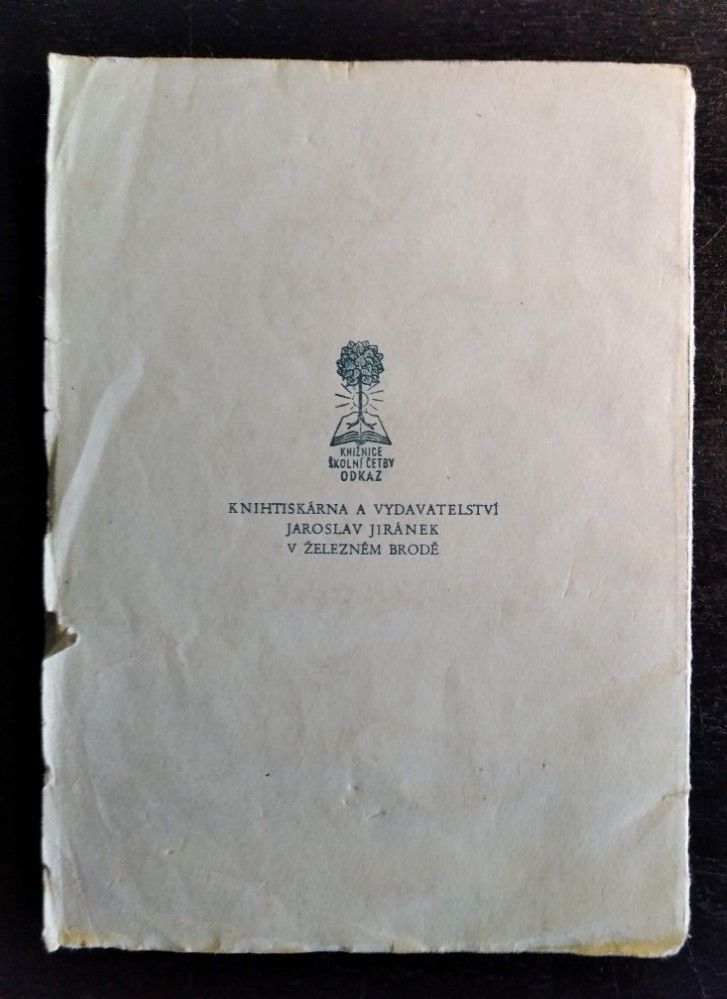 KNIŽNICE
ŠKOLNÍ ČETBY
ODKAZ
KNIHTISKÁRNA A VYDAVATELSTVÍ
JAROSLAV JIRÁNEK
V ŽELEZNÉM BRODĚ